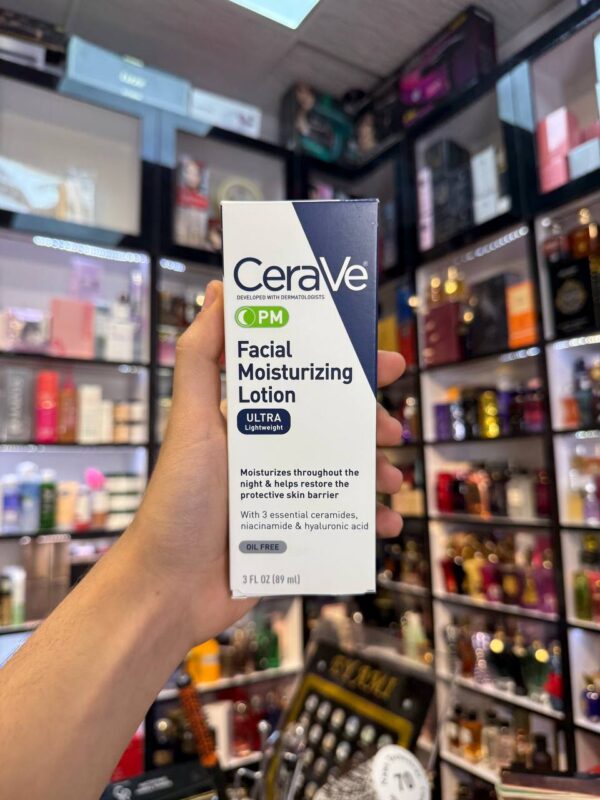 CeraVe®
DEVELOPED WITH DERMATOLOGISTS
PM
Facial
Moisturizing
Lotion
ULTRA
Lightweight
Moisturizes throughout the
night & helps restore the
protective skin barrier
With 3 essential ceramides,
niacinamide & hyaluronic acid
OIL FREE
3 FL OZ (89 ml)
70